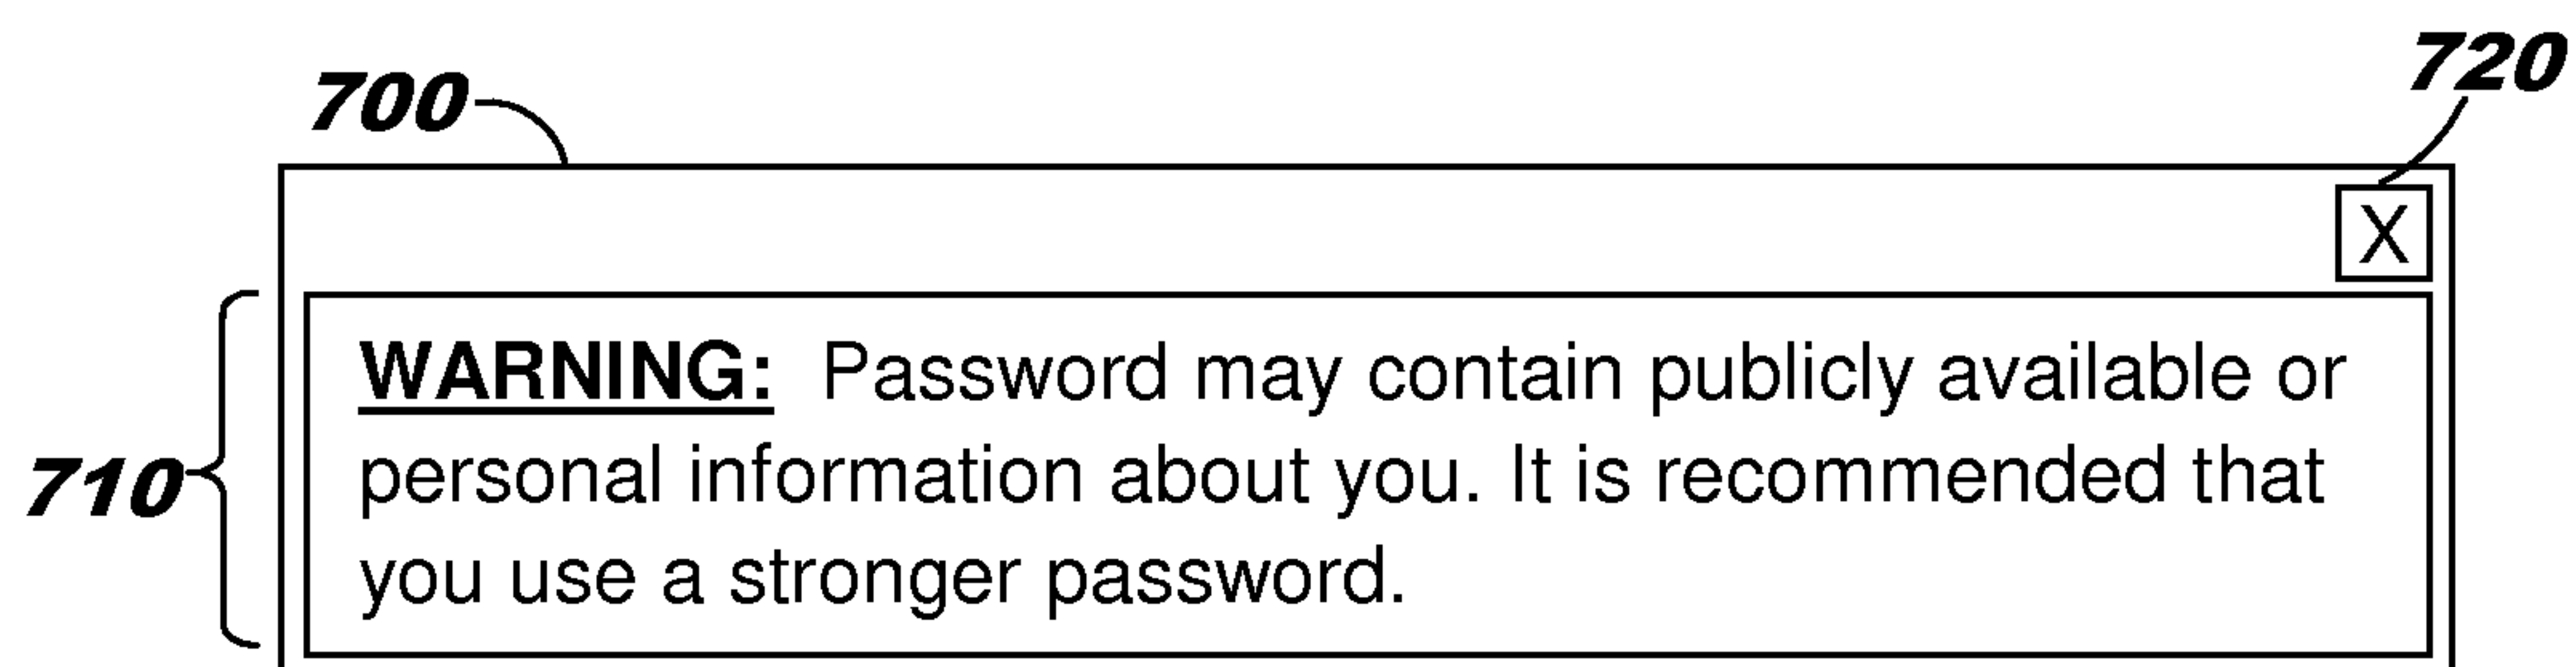 720
700
X
WARNING: Password may contain publicly available or
personal information about you. It is recommended that
710
you use a stronger password.